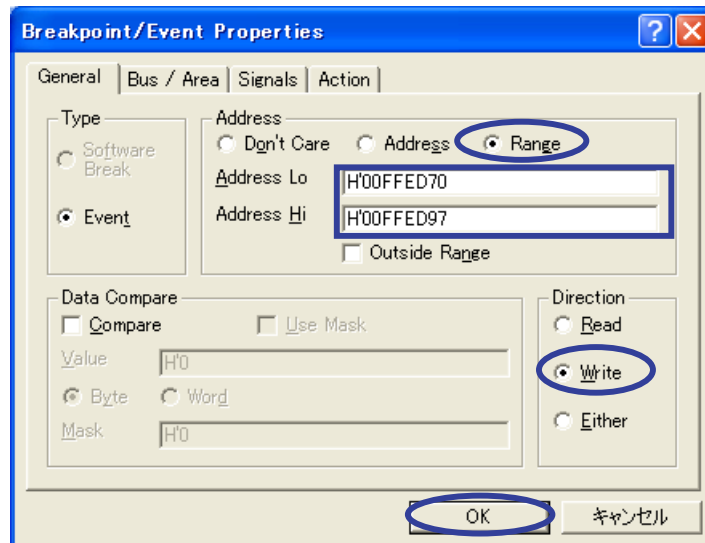 Breakpoint/Event Properties
General Bus / Area Signals Action
Type
Software Break
Event
Address
Don't Care Address Range
Address Lo H'00FFED70
Address Hi H'00FFED97
Outside Range
Data Compare
Compare Use Mask
Value H'0
Byte Word
Mask H'0
Direction
Read
Write
Either
OK キャンセル